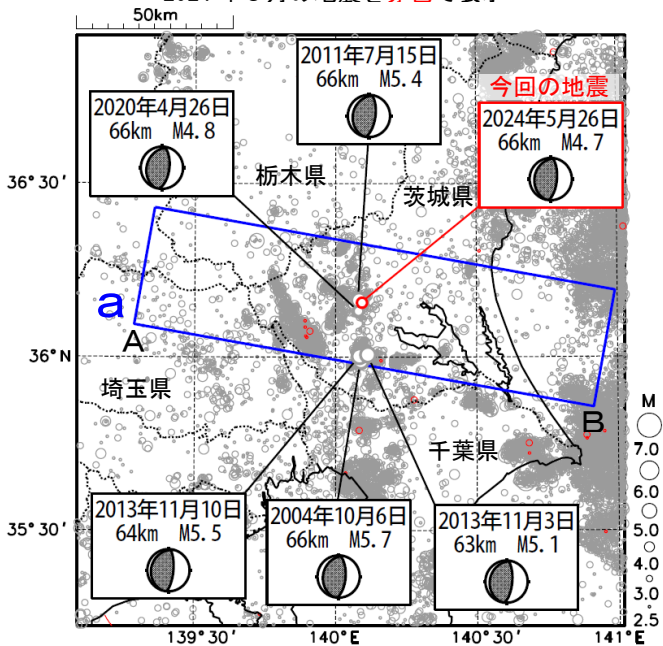 50km
2011年7月15日
66km M5.4
今回の地震
2020年4月26日
66km M4.8
2024年5月26日
66km M4.7
栃木県
茨城県
36°30′
a
A
36°N
埼玉県
B
千葉県
M
7.0
6.0
5.0
4.0
3.0
2.5
2013年11月10日
64km M5.5
2004年10月6日
66km M5.7
2013年11月3日
63km M5.1
35°30′
139°30′
140°E
140°30′
141°E